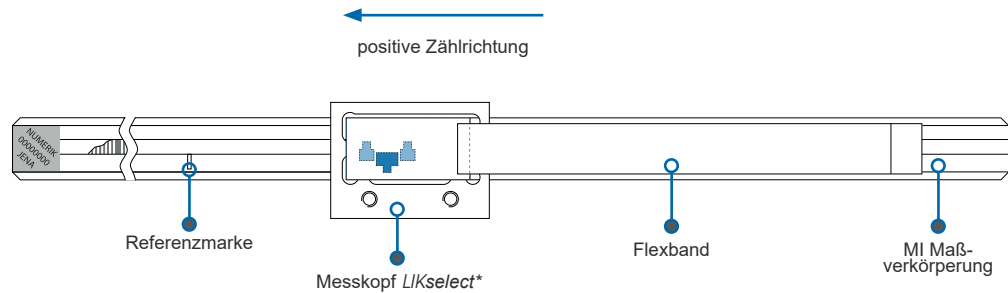 positive Zählrichtung
NUMERIK
00000000
JENA
Referenzmarke
Messkopf LIKselect*
Flexband
MI Maß-
verkörperung